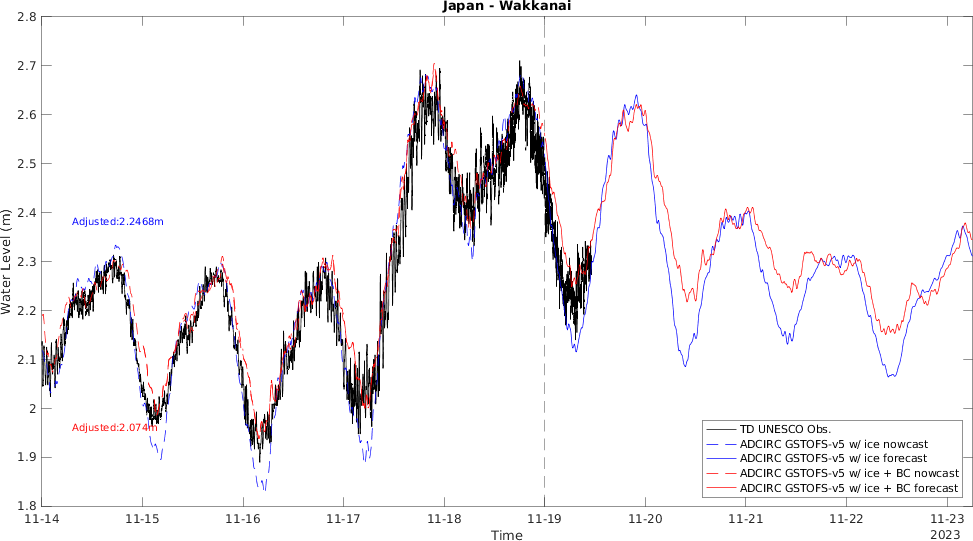 Japan - Wakkanai
2.8
2.7
2.6
2.5
2.4
2.3
2.2
2.1
2
1.9
1.8
Water Level (m)
Adjusted:2.2468m
Adjusted:2.074m
TD UNESCO Obs.
ADCIRC GSTOFS-v5 w/ ice nowcast
ADCIRC GSTOFS-v5 w/ ice forecast
ADCIRC GSTOFS-v5 w/ ice + BC nowcast
ADCIRC GSTOFS-v5 w/ ice + BC forecast
11-14 11-15 11-16 11-17 11-18 11-19 11-20 11-21 11-22 11-23
Time
2023